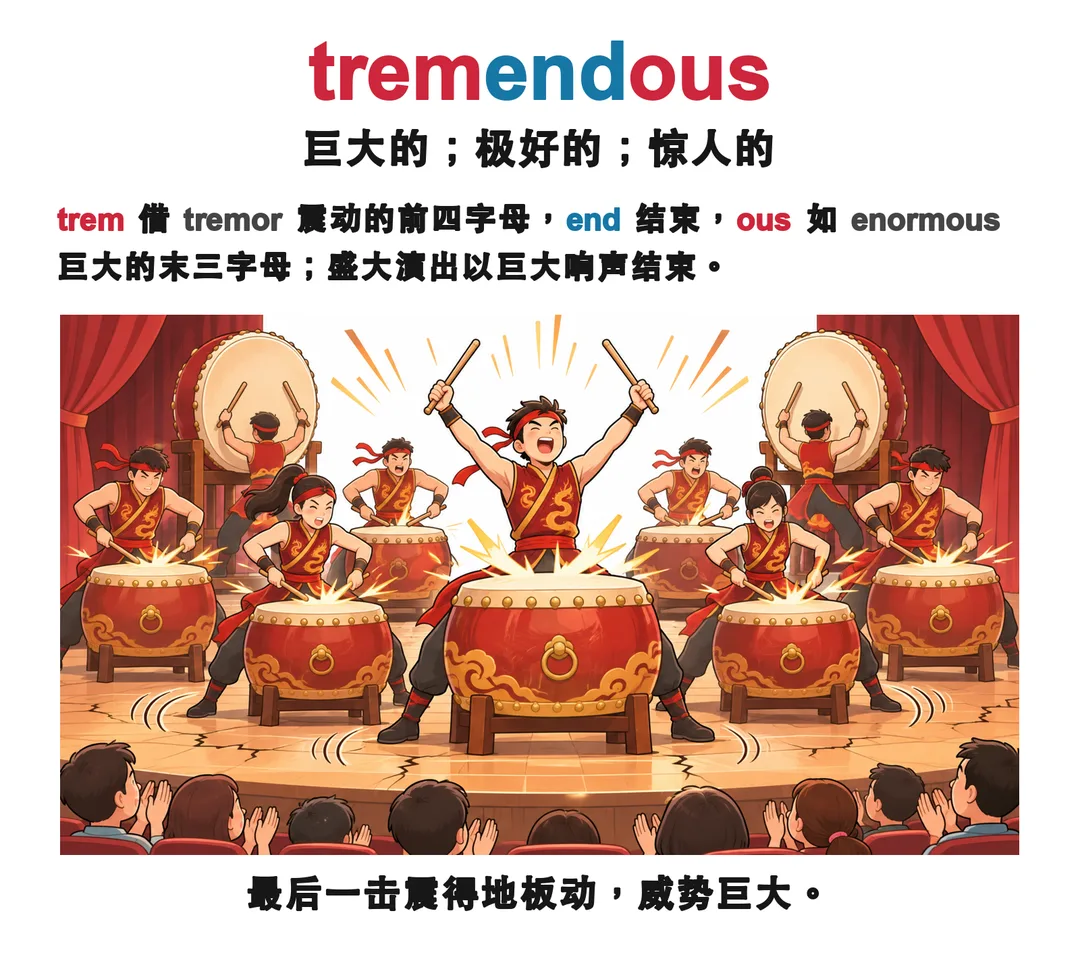 tremendous
巨大的；极好的；惊人的
trem 借 tremor 震动的前四字母，end 结束，ous 如 enormous
巨大的末三字母；盛大演出以巨大响声结束。
最后一击震得地板动，威势巨大。